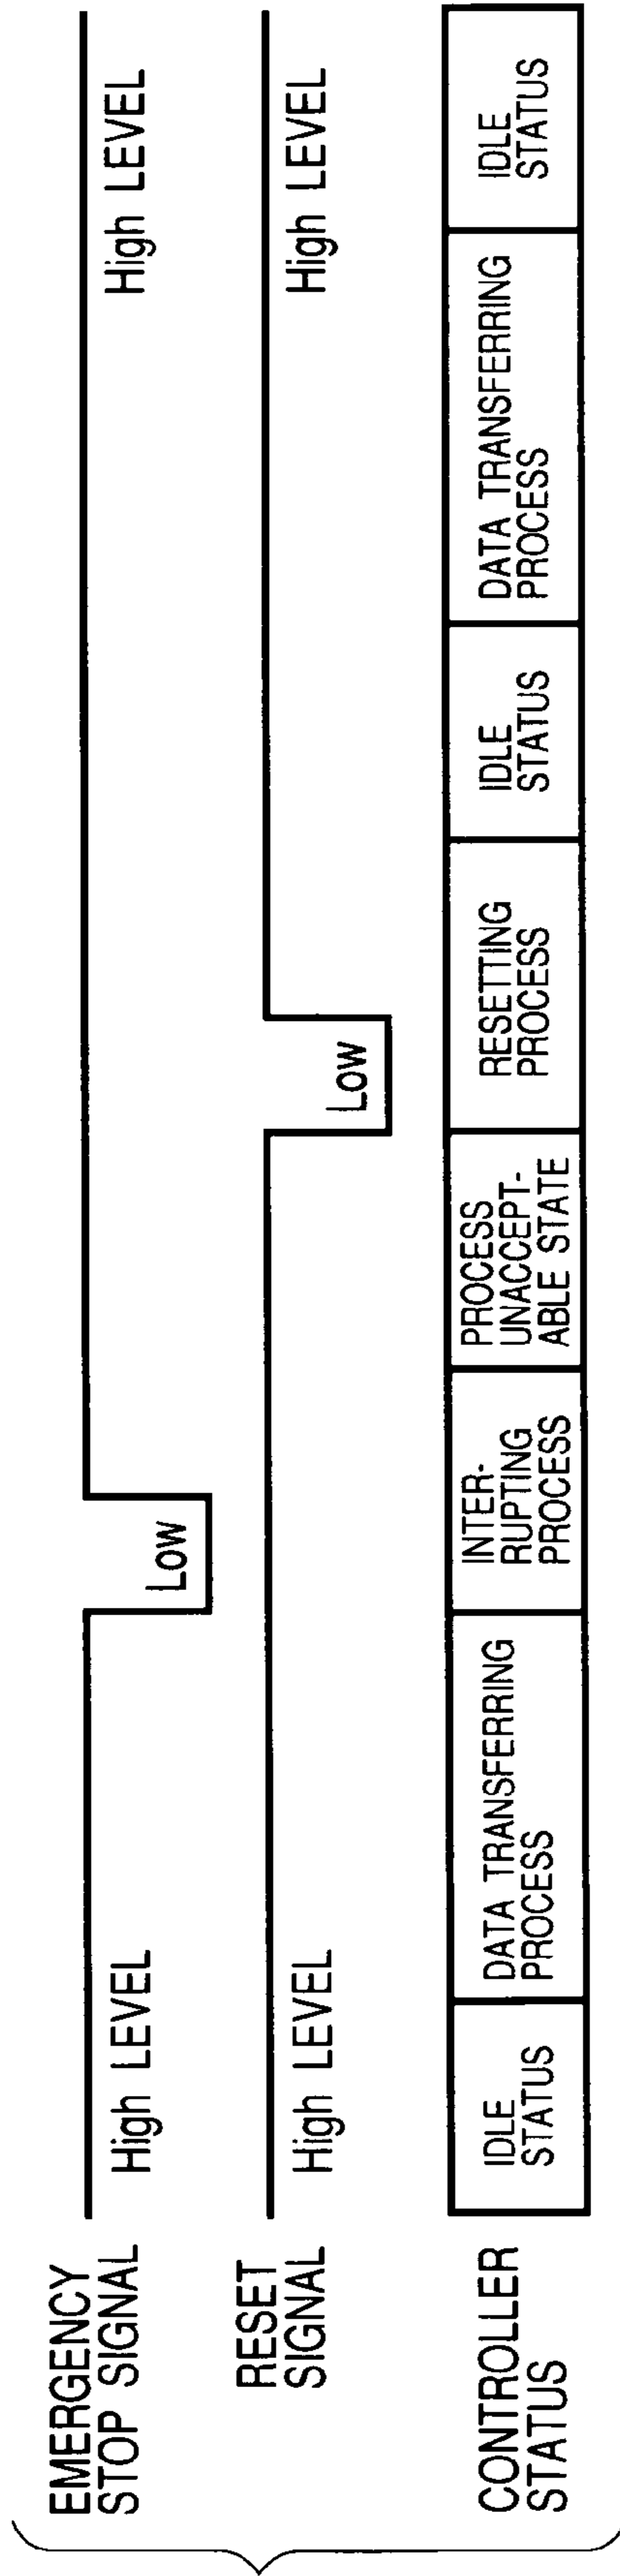 EMERGENCY
STOP SIGNAL
High LEVEL
Low
High LEVEL
RESET
SIGNAL
High LEVEL
Low
High LEVEL
CONTROLLER
STATUS
IDLE
STATUS
DATA TRANSFERRING
PROCESS
INTER-
RUPTING
PROCESS
PROCESS
UNACCEPT-
ABLE STATE
RESETTING
PROCESS
IDLE
STATUS
DATA TRANSFERRING
PROCESS
IDLE
STATUS